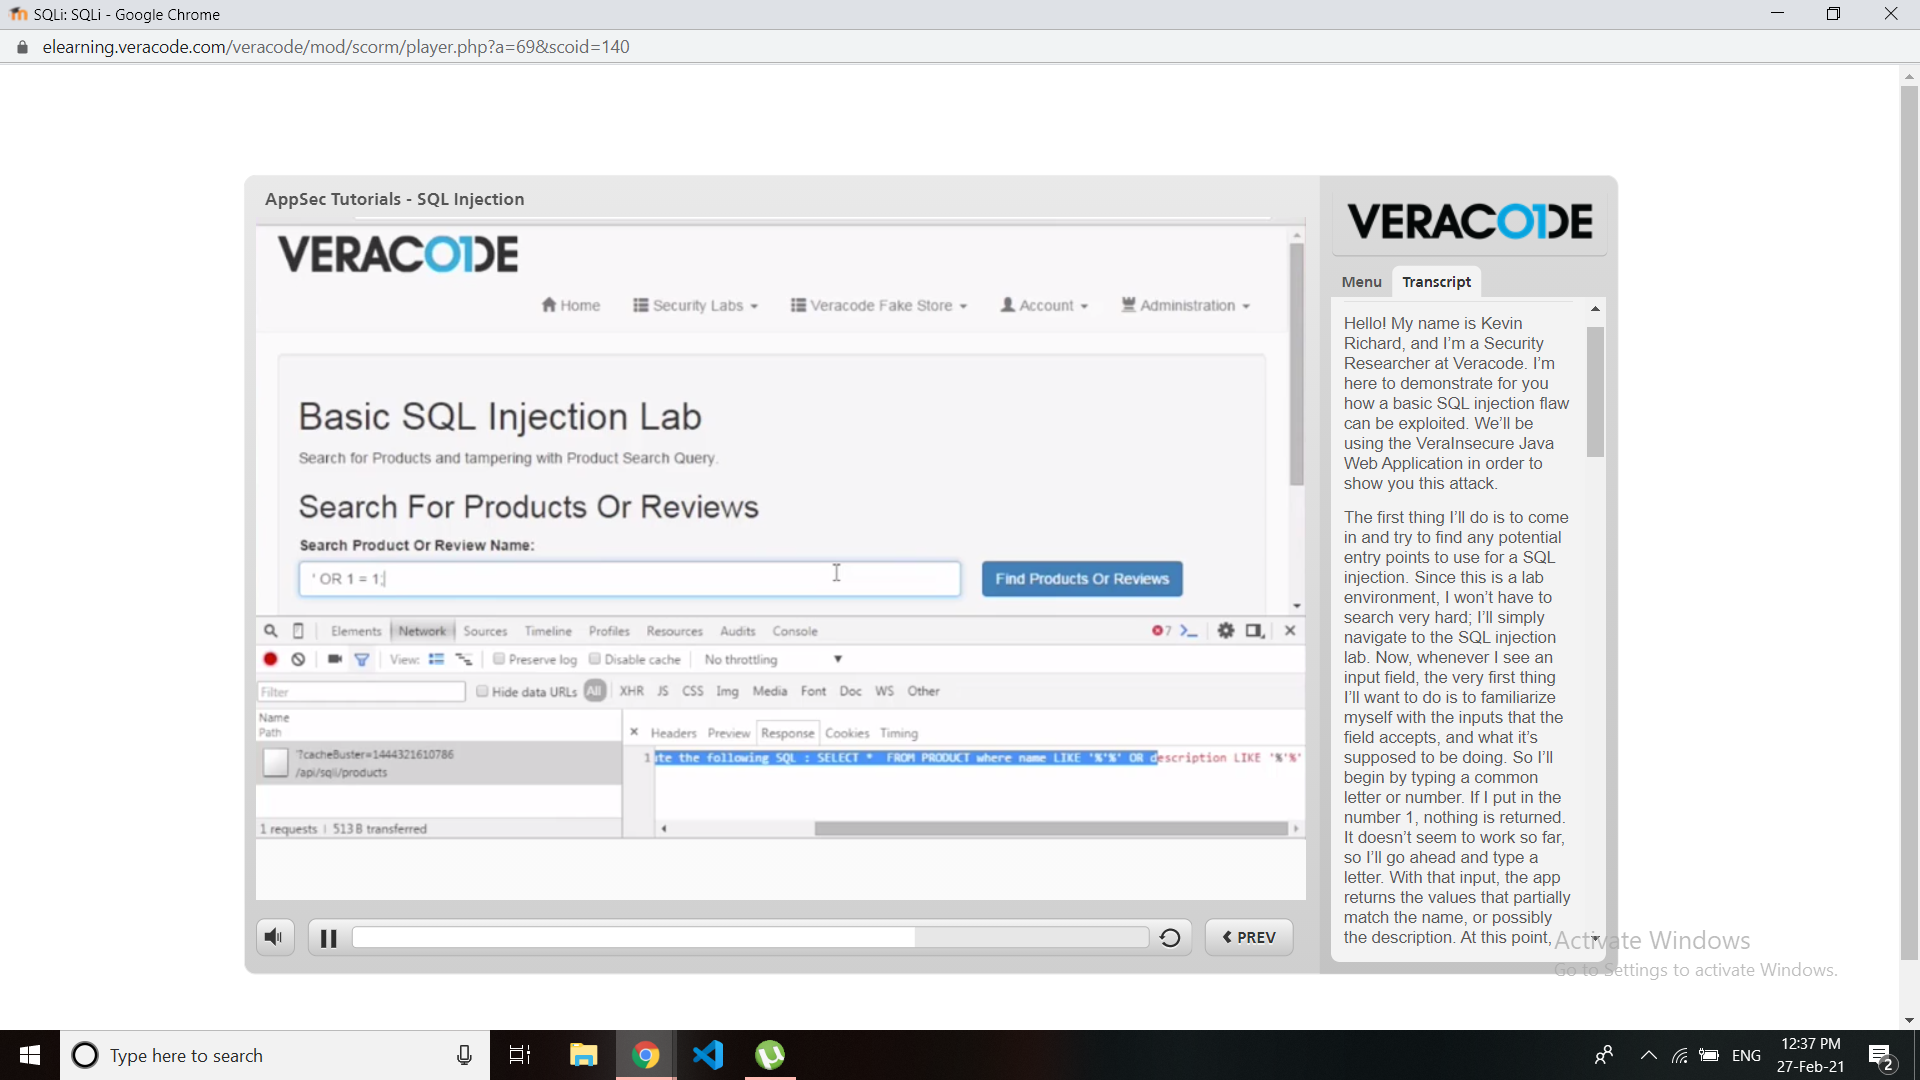 SQLi: SQLi - Google Chrome
elearning.veracode.com/veracode/mod/scorm/player.php?a=69&scoid=140
AppSec Tutorials - SQL Injection
VERACODE
Home Security Labs Veracode Fake Store Account Administration
Basic SQL Injection Lab
Search for Products and tampering with Product Search Query.
Search For Products Or Reviews
Search Product Or Review Name:
' OR 1 = 1;
Find Products Or Reviews
Elements Network Sources Timeline Profiles Resources Audits Console
7
View: Preserve log Disable cache No throttling
Filter Hide data URLs All XHR JS CSS Img Media Font Doc WS Other
Name
Path
?cacheBuster=1444321610786
/api/sqli/products
1 requests | 513 B transferred
Headers Preview Response Cookies Timing
1 ite the following SQL : SELECT * FROM PRODUCT where name LIKE '%'%' OR description LIKE '%'%'
PREV
VERACODE
Menu Transcript
Hello! My name is Kevin
Richard, and I'm a Security
Researcher at Veracode. I'm
here to demonstrate for you
how a basic SQL injection flaw
can be exploited. We'll be
using the VeraInsecure Java
Web Application in order to
show you this attack.
The first thing I'll do is to come
in and try to find any potential
entry points to use for a SQL
injection. Since this is a lab
environment, I won't have to
search very hard; I'll simply
navigate to the SQL injection
lab. Now, whenever I see an
input field, the very first thing
I'll want to do is to familiarize
myself with the inputs that the
field accepts, and what it's
supposed to be doing. So I'll
begin by typing a common
letter or number. If I put in the
number 1, nothing is returned.
It doesn't seem to work so far,
so I'll go ahead and type a
letter. With that input, the app
returns the values that partially
match the name, or possibly
the description. At this point,
Activate Windows
Go to Settings to activate Windows.
Type here to search
ENG
12:37 PM
27-Feb-21
2